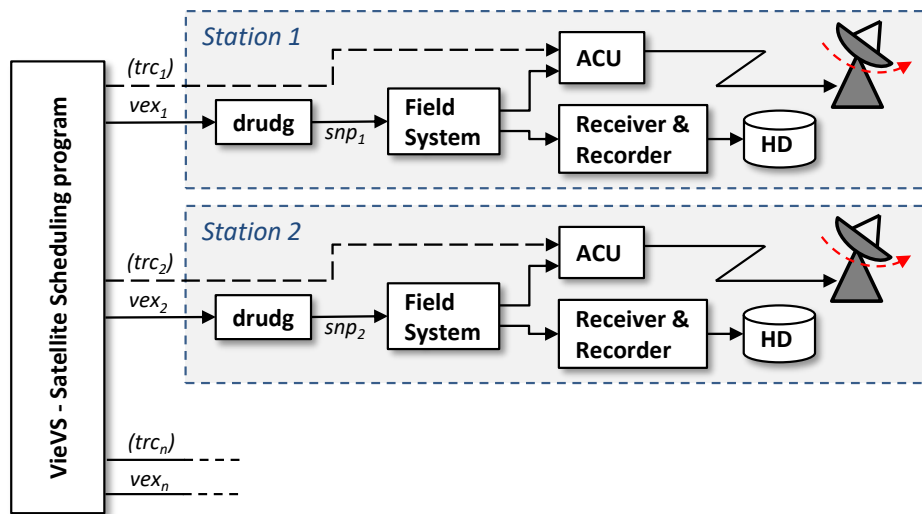 VieVS - Satellite Scheduling program
Station 1
(trc1)
vex1
drudg
snp1
Field
System
ACU
Receiver &
Recorder
HD
Station 2
(trc2)
vex2
drudg
snp2
Field
System
ACU
Receiver &
Recorder
HD
(trcn)
vexn